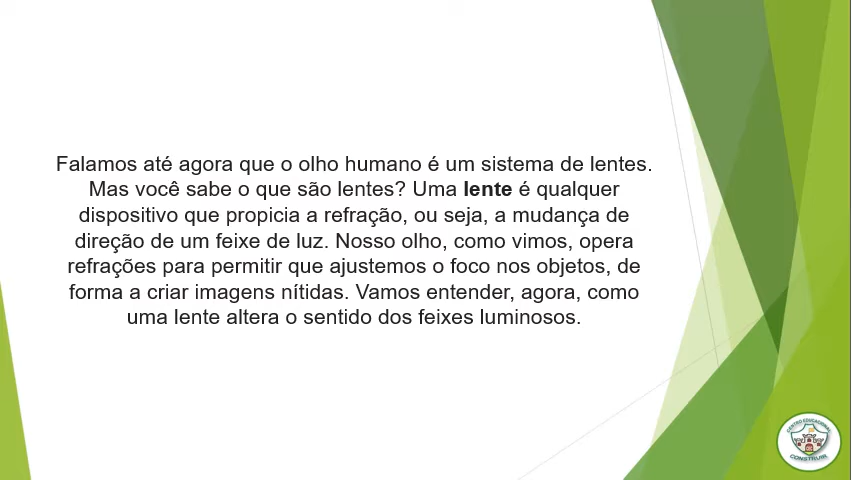 Falamos até agora que o olho humano é um sistema de lentes.
Mas você sabe o que são lentes? Uma lente é qualquer
dispositivo que propicia a refração, ou seja, a mudança de
direção de um feixe de luz. Nosso olho, como vimos, opera
refrações para permitir que ajustemos o foco nos objetos, de
forma a criar imagens nítidas. Vamos entender, agora, como
uma lente altera o sentido dos feixes luminosos.
CENTRO EDUCACIONAL
CONSTRUIR